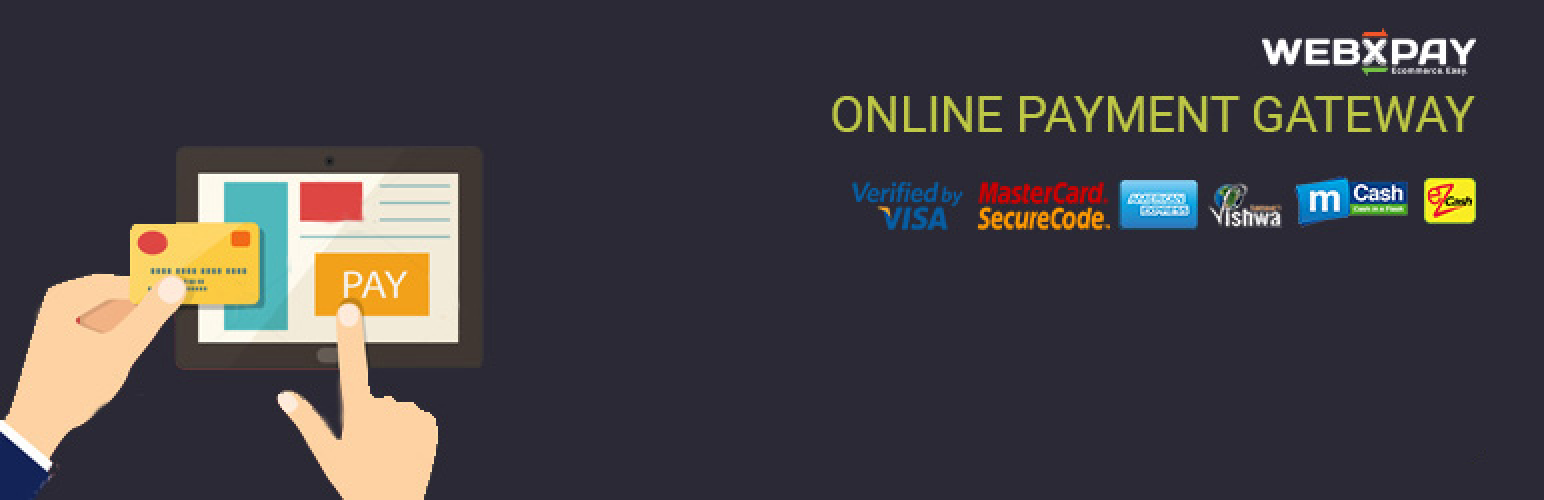 WEBXPAY
Ecommerce. Easy.
ONLINE PAYMENT GATEWAY
Verified by
VISA
MasterCard.
SecureCode.
AMERICAN
EXPRESS
Vishwa
m Cash
Cash in a Flash
eZ Cash
PAY